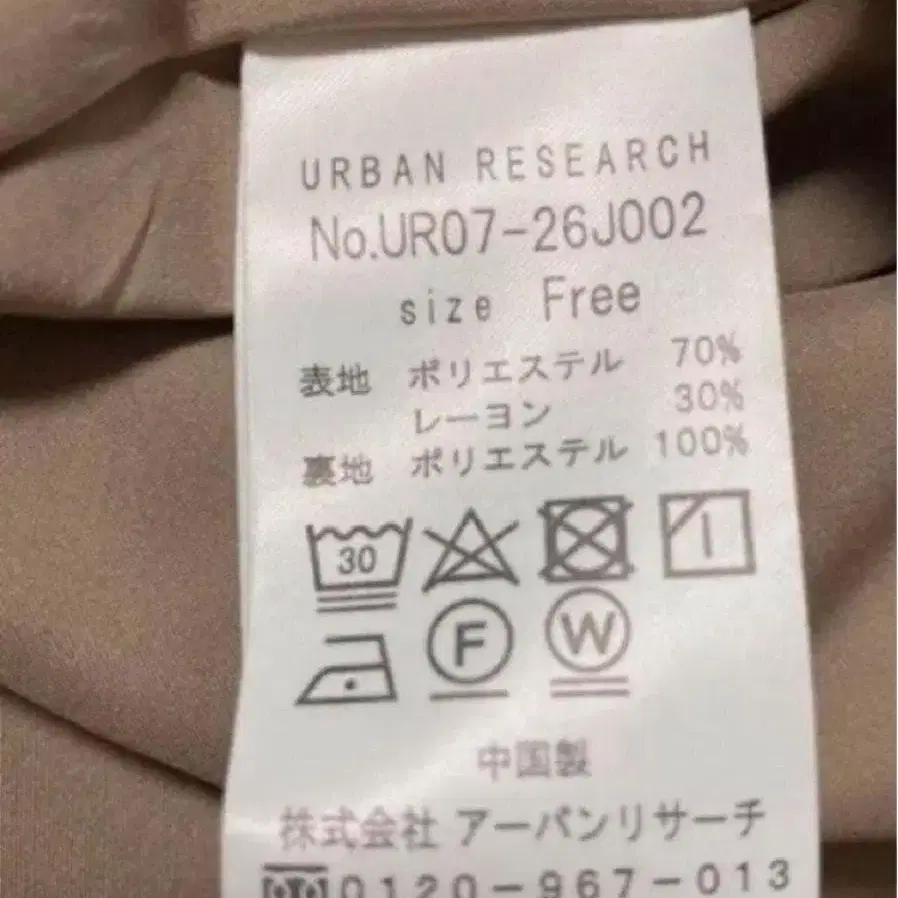 URBAN RESEARCH
No.UR07-26J002
size Free
表地 ポリエステル 70%
レーヨン 30%
裏地 ポリエステル 100%
30
F W
中国製
株式会社 アーバンリサーチ
0120-967-013